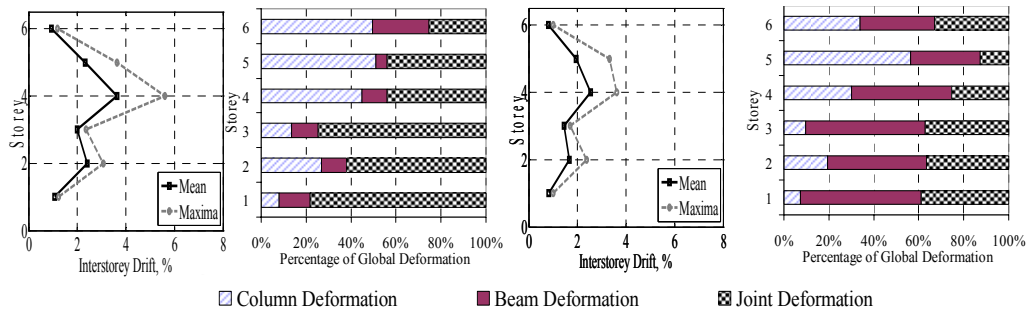 6
4
2
0
Storey
0 2 4 6 8
Interstorey Drift, %
Mean
Maxima
6
5
4
3
2
1
Storey
0% 20% 40% 60% 80% 100%
Percentage of Global Deformation
6
4
2
0
Storey
0 2 4 6 8
Interstorey Drift, %
Mean
Maxima
6
5
4
3
2
1
Storey
0% 20% 40% 60% 80% 100%
Percentage of Global Deformation
Column Deformation Beam Deformation Joint Deformation